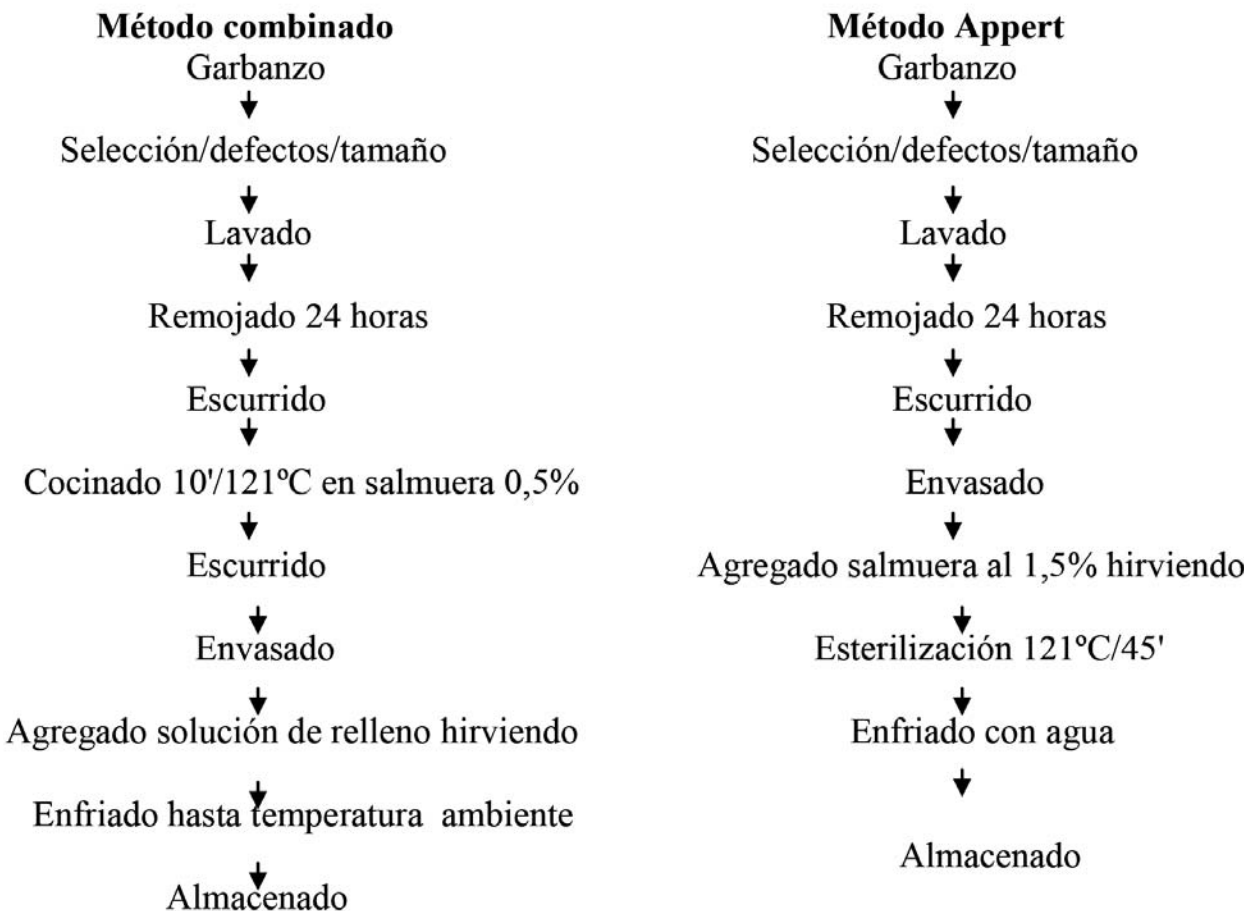 Método combinado
Garbanzo
Selección/defectos/tamaño
Lavado
Remojado 24 horas
Escurrido
Cocinado 10'/121ºC en salmuera 0,5%
Escurrido
Envasado
Agregado solución de relleno hirviendo
Enfriado hasta temperatura ambiente
Almacenado
Método Appert
Garbanzo
Selección/defectos/tamaño
Lavado
Remojado 24 horas
Escurrido
Envasado
Agregado salmuera al 1,5% hirviendo
Esterilización 121ºC/45'
Enfriado con agua
Almacenado